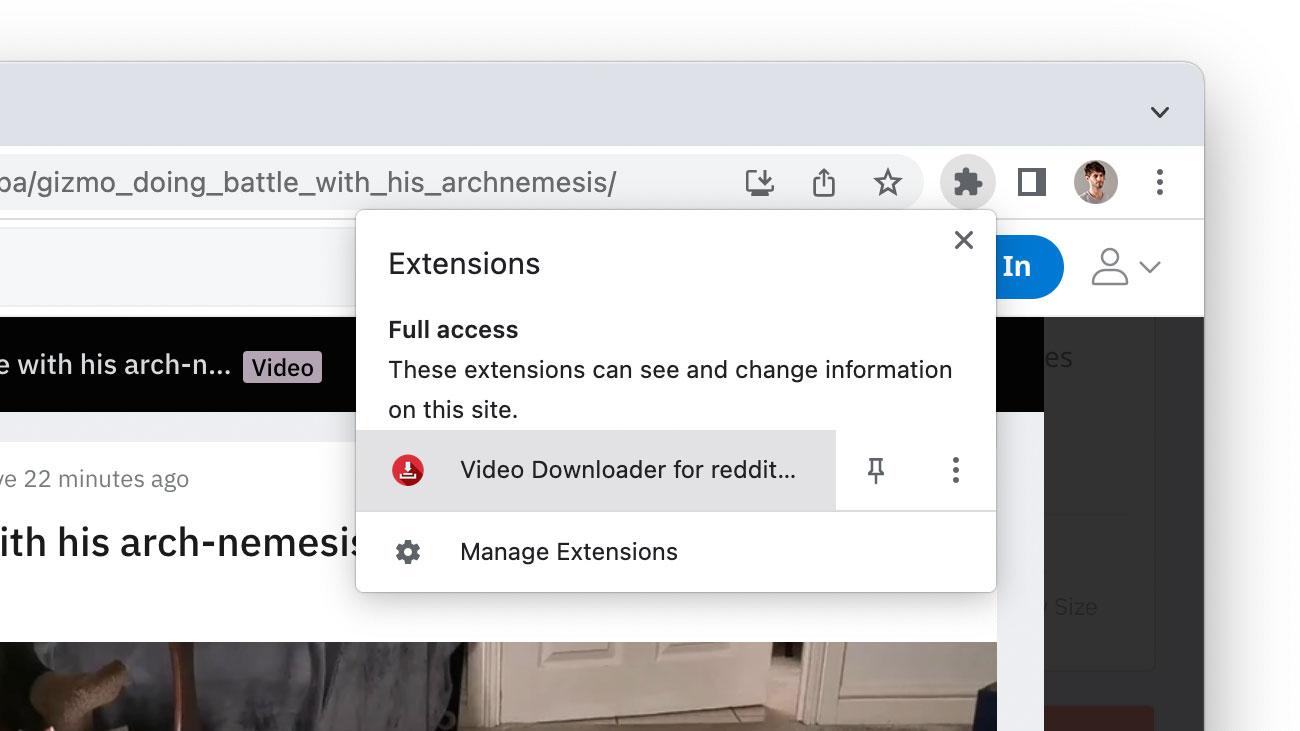 ba/gizmo_doing_battle_with_his_archnemesis/
Extensions
In
Full access
These extensions can see and change information
on this site.
e with his arch-n... Video
es
Video Downloader for reddit...
ve 22 minutes ago
ith his arch-nemesis
Manage Extensions
Size